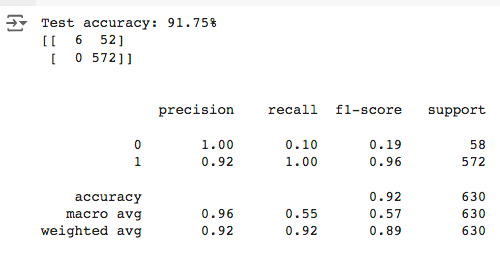 Test accuracy: 91.75%
[[  6  52]
 [  0 572]]
precision recall f1-score support
0 1.00 0.10 0.19 58
1 0.92 1.00 0.96 572
accuracy 0.92 630
macro avg 0.96 0.55 0.57 630
weighted avg 0.92 0.92 0.89 630